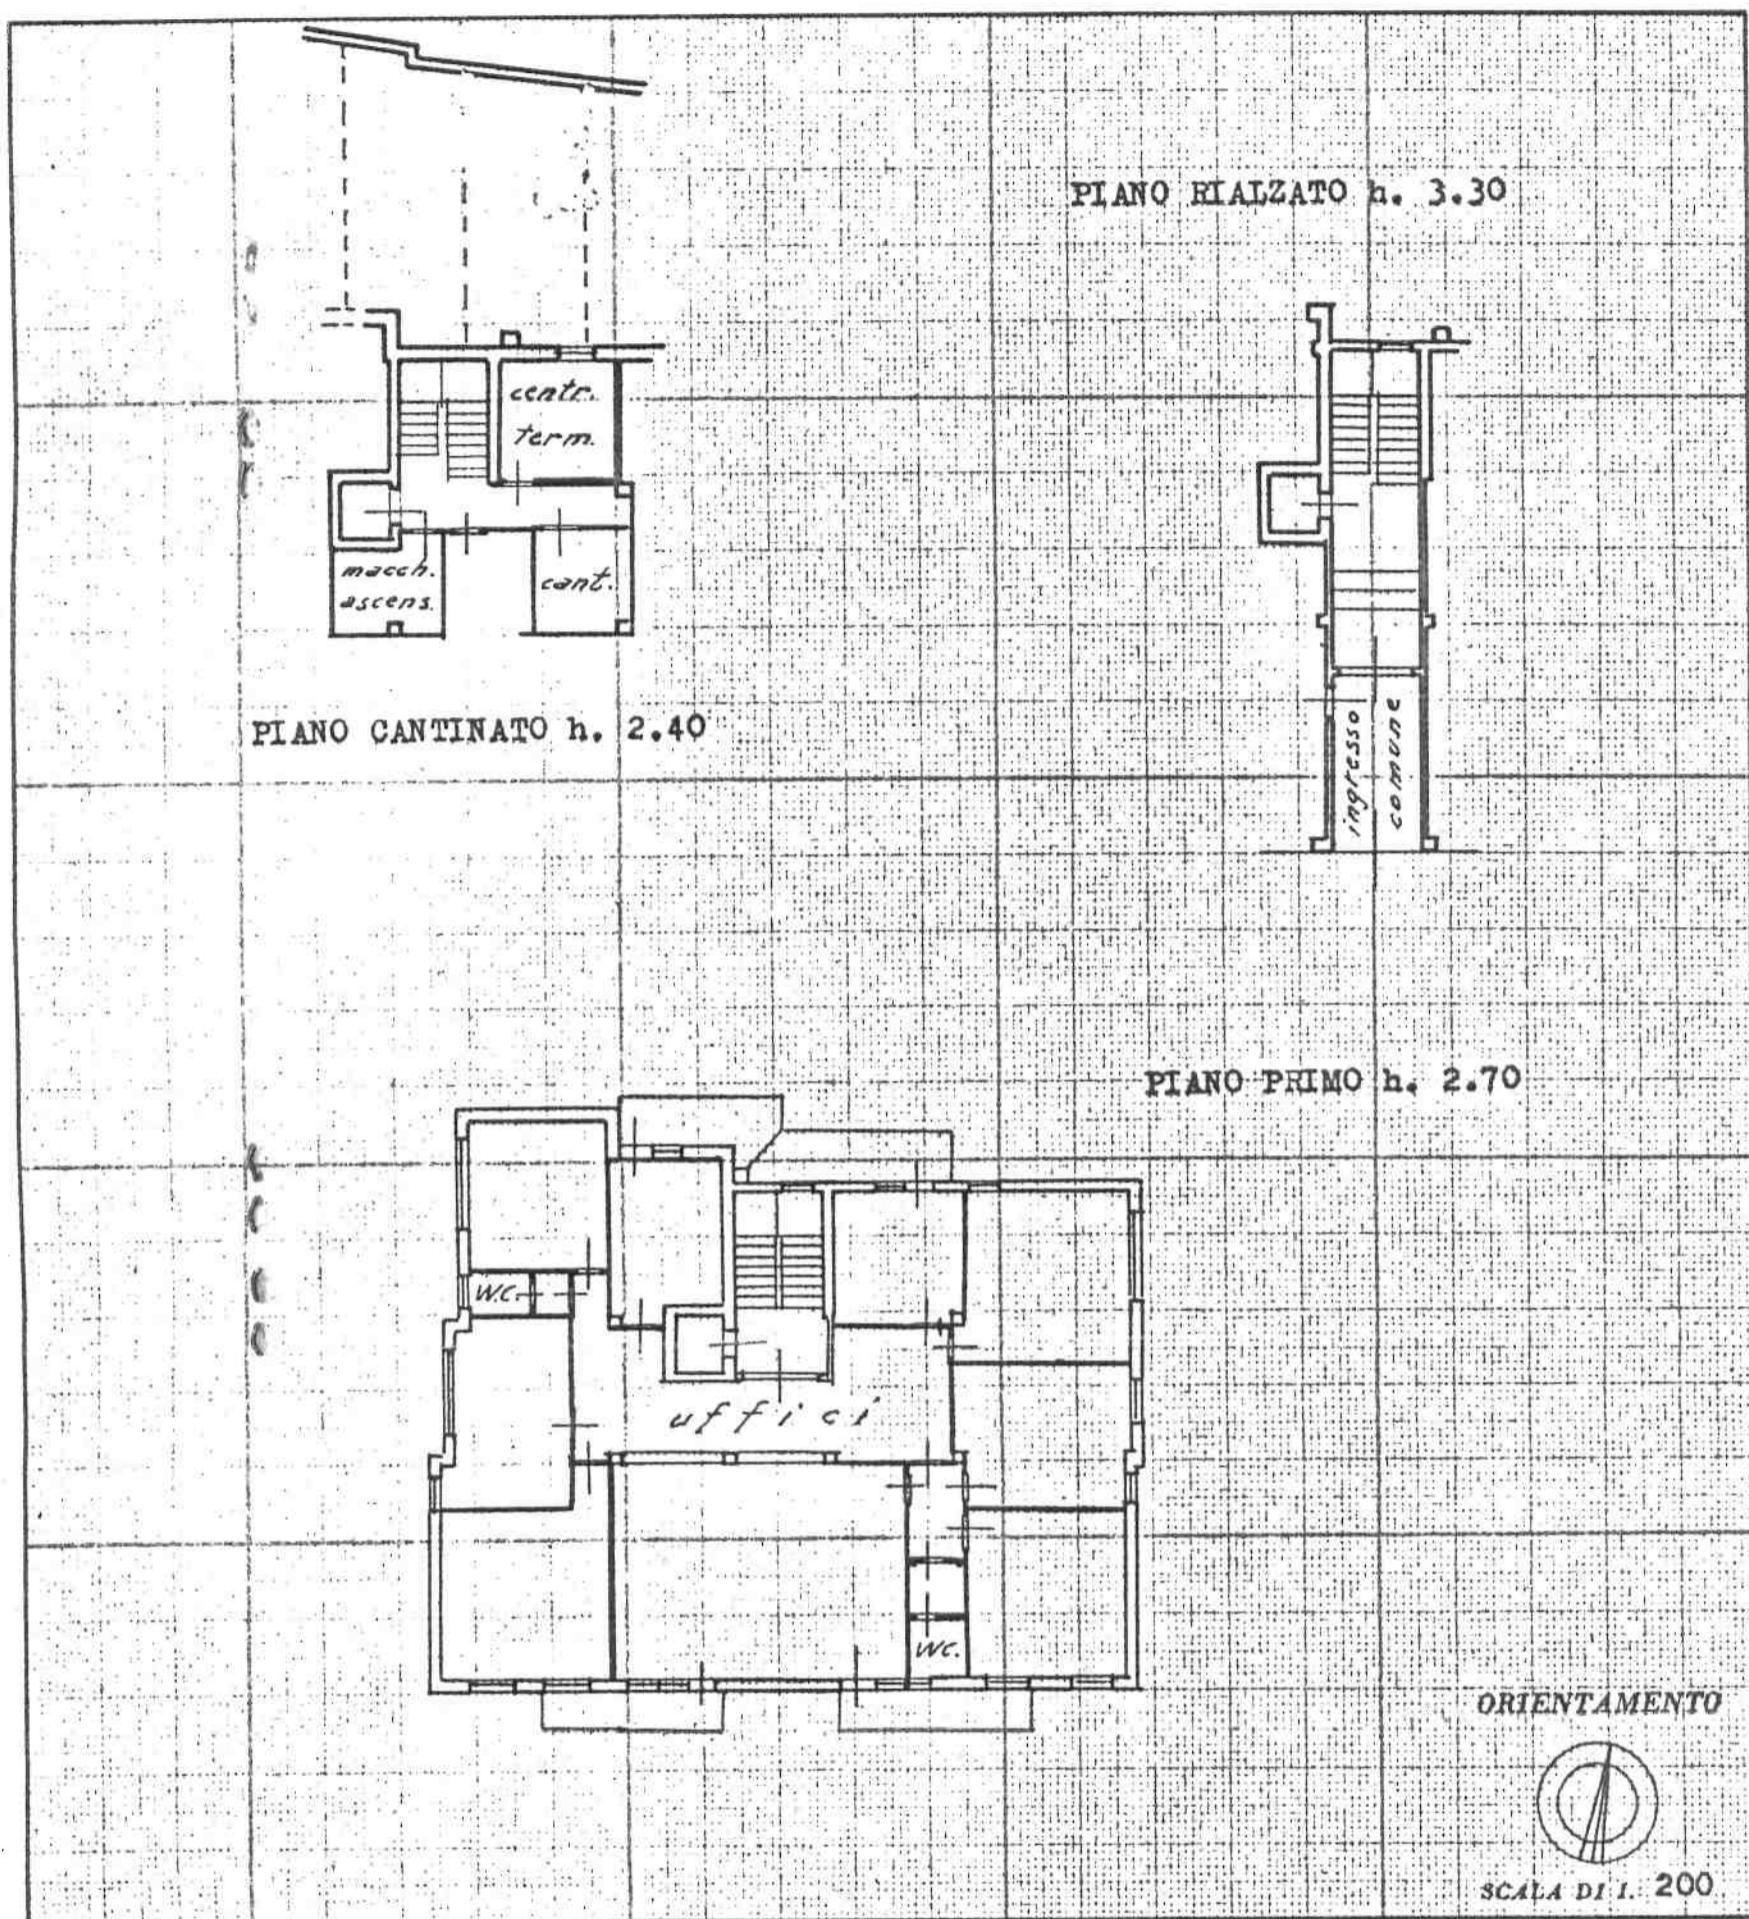 PIANO RIALZATO h. 3.30
centr.
term.
macch.
ascens.
cant.
PIANO CANTINATO h. 2.40
ingresso
comune
PIANO PRIMO h. 2.70
W.C.
uffici
WC.
ORIENTAMENTO
SCALA DI 1: 200